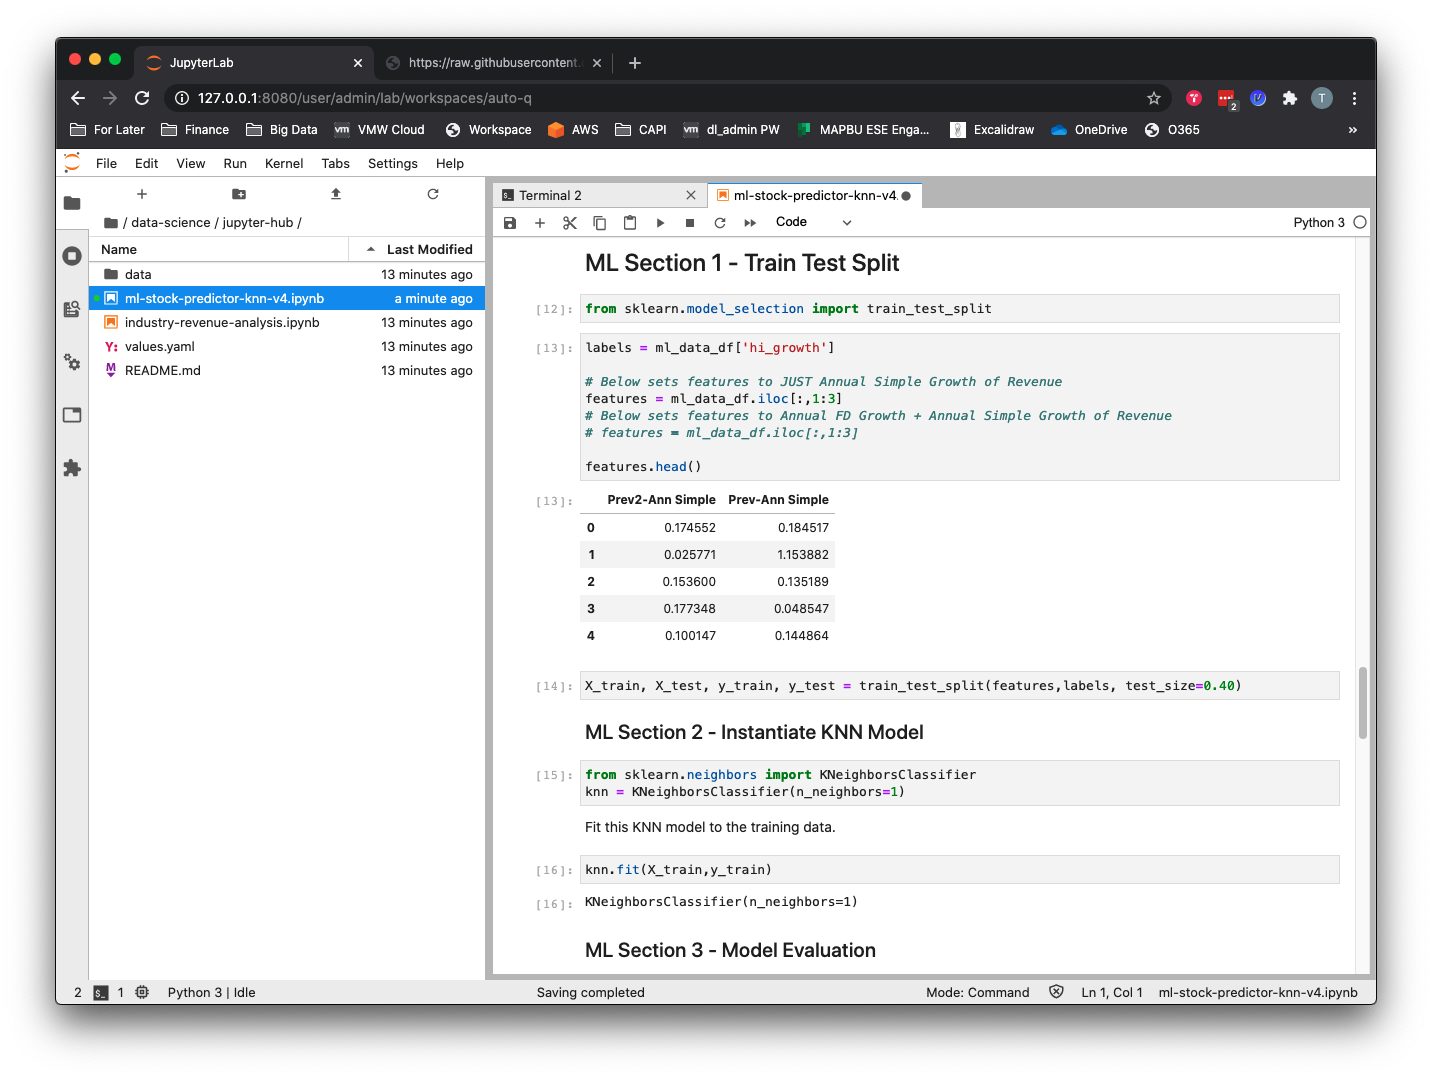 JupyterLab
https://raw.githubusercontent.
127.0.0.1:8080/user/admin/lab/workspaces/auto-q
2
T
For Later
Finance
Big Data
vm VMW Cloud
Workspace
AWS
CAPI
vm dl_admin PW
MAPBU ESE Enga...
Excalidraw
OneDrive
O365
»
File Edit View Run Kernel Tabs Settings Help
/ data-science / jupyter-hub /
Name Last Modified
data 13 minutes ago
ml-stock-predictor-knn-v4.ipynb a minute ago
industry-revenue-analysis.ipynb 13 minutes ago
Y: values.yaml 13 minutes ago
M README.md 13 minutes ago
Terminal 2
ml-stock-predictor-knn-v4.
Code
Python 3
ML Section 1 - Train Test Split
[12]: from sklearn.model_selection import train_test_split
[13]: labels = ml_data_df['hi_growth']
# Below sets features to JUST Annual Simple Growth of Revenue
features = ml_data_df.iloc[:,1:3]
# Below sets features to Annual FD Growth + Annual Simple Growth of Revenue
# features = ml_data_df.iloc[:,1:3]
features.head()
[13]: Prev2-Ann Simple Prev-Ann Simple
0 0.174552 0.184517
1 0.025771 1.153882
2 0.153600 0.135189
3 0.177348 0.048547
4 0.100147 0.144864
[14]: X_train, X_test, y_train, y_test = train_test_split(features,labels, test_size=0.40)
ML Section 2 - Instantiate KNN Model
[15]: from sklearn.neighbors import KNeighborsClassifier
knn = KNeighborsClassifier(n_neighbors=1)
Fit this KNN model to the training data.
[16]: knn.fit(X_train,y_train)
[16]: KNeighborsClassifier(n_neighbors=1)
ML Section 3 - Model Evaluation
2 $_ 1 Python 3 | Idle Saving completed Mode: Command Ln 1, Col 1 ml-stock-predictor-knn-v4.ipynb